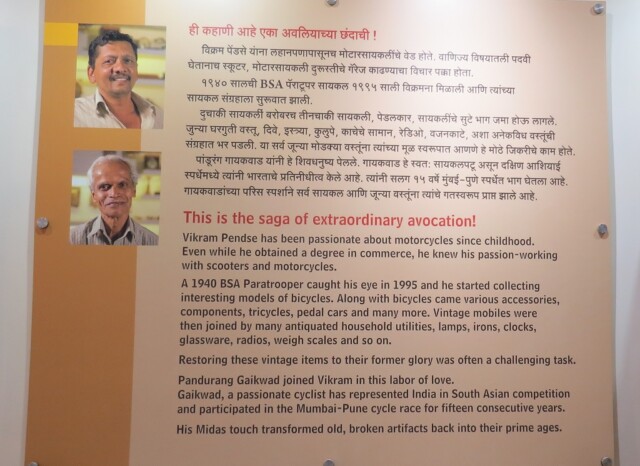 ही कहाणी आहे एका अवलियाच्या छंदाची !
विक्रम पेंडसे यांना लहानपणापासूनच मोटारसायकलींचे वेड होते. वाणिज्य विषयातली पदवी
घेतानाच स्कूटर, मोटारसायकली दुरूस्तीचे गॅरेज काढण्याचा विचार पक्का होता.
१९४० सालची BSA पॅराटूपर सायकल १९९५ साली विक्रमना मिळाली आणि त्यांच्या
सायकल संग्रहाला सुरूवात झाली.
दुचाकी सायकलीं बरोबरच तीनचाकी सायकली, पेडलकार, सायकलींचे सुटे भाग जमा होऊ लागले.
जुन्या घरगुती वस्तू, दिवे, इस्त्र्या, कुलुपे, काचेचे सामान, रेडिओ, वजनकाटे, अशा अनेकविध वस्तूंची
संग्रहात भर पडली. या सर्व जून्या मोडक्या वस्तूंना त्यांच्या मूळ स्वरूपात आणणे हे मोठे जिकरीचे काम होते.
पांडूरंग गायकवाड यांनी हे शिवधनुष्य पेलले. गायकवाड हे स्वतः सायकलपटू असून दक्षिण आशियाई
स्पर्धेमध्ये त्यांनी भारताचे प्रतिनीधीत्व केले आहे. त्यांनी सलग १५ वर्षे मुंबई–पुणे स्पर्धेत भाग घेतला आहे.
गायकवाडांच्या परिस स्पर्शाने सर्व सायकली आणि जून्या वस्तूंना त्यांचे गतस्वरूप प्राप्त झाले आहे.
This is the saga of extraordinary avocation!
Vikram Pendse has been passionate about motorcycles since childhood.
Even while he obtained a degree in commerce, he knew his passion-working
with scooters and motorcycles.
A 1940 BSA Paratrooper caught his eye in 1995 and he started collecting
interesting models of bicycles. Along with bicycles came various accessories,
components, tricycles, pedal cars and many more. Vintage mobiles were
then joined by many antiquated household utilities, lamps, irons, clocks,
glassware, radios, weigh scales and so on.
Restoring these vintage items to their former glory was often a challenging task.
Pandurang Gaikwad joined Vikram in this labor of love.
Gaikwad, a passionate cyclist has represented India in South Asian competition
and participated in the Mumbai-Pune cycle race for fifteen consecutive years.
His Midas touch transformed old, broken artifacts back into their prime ages.